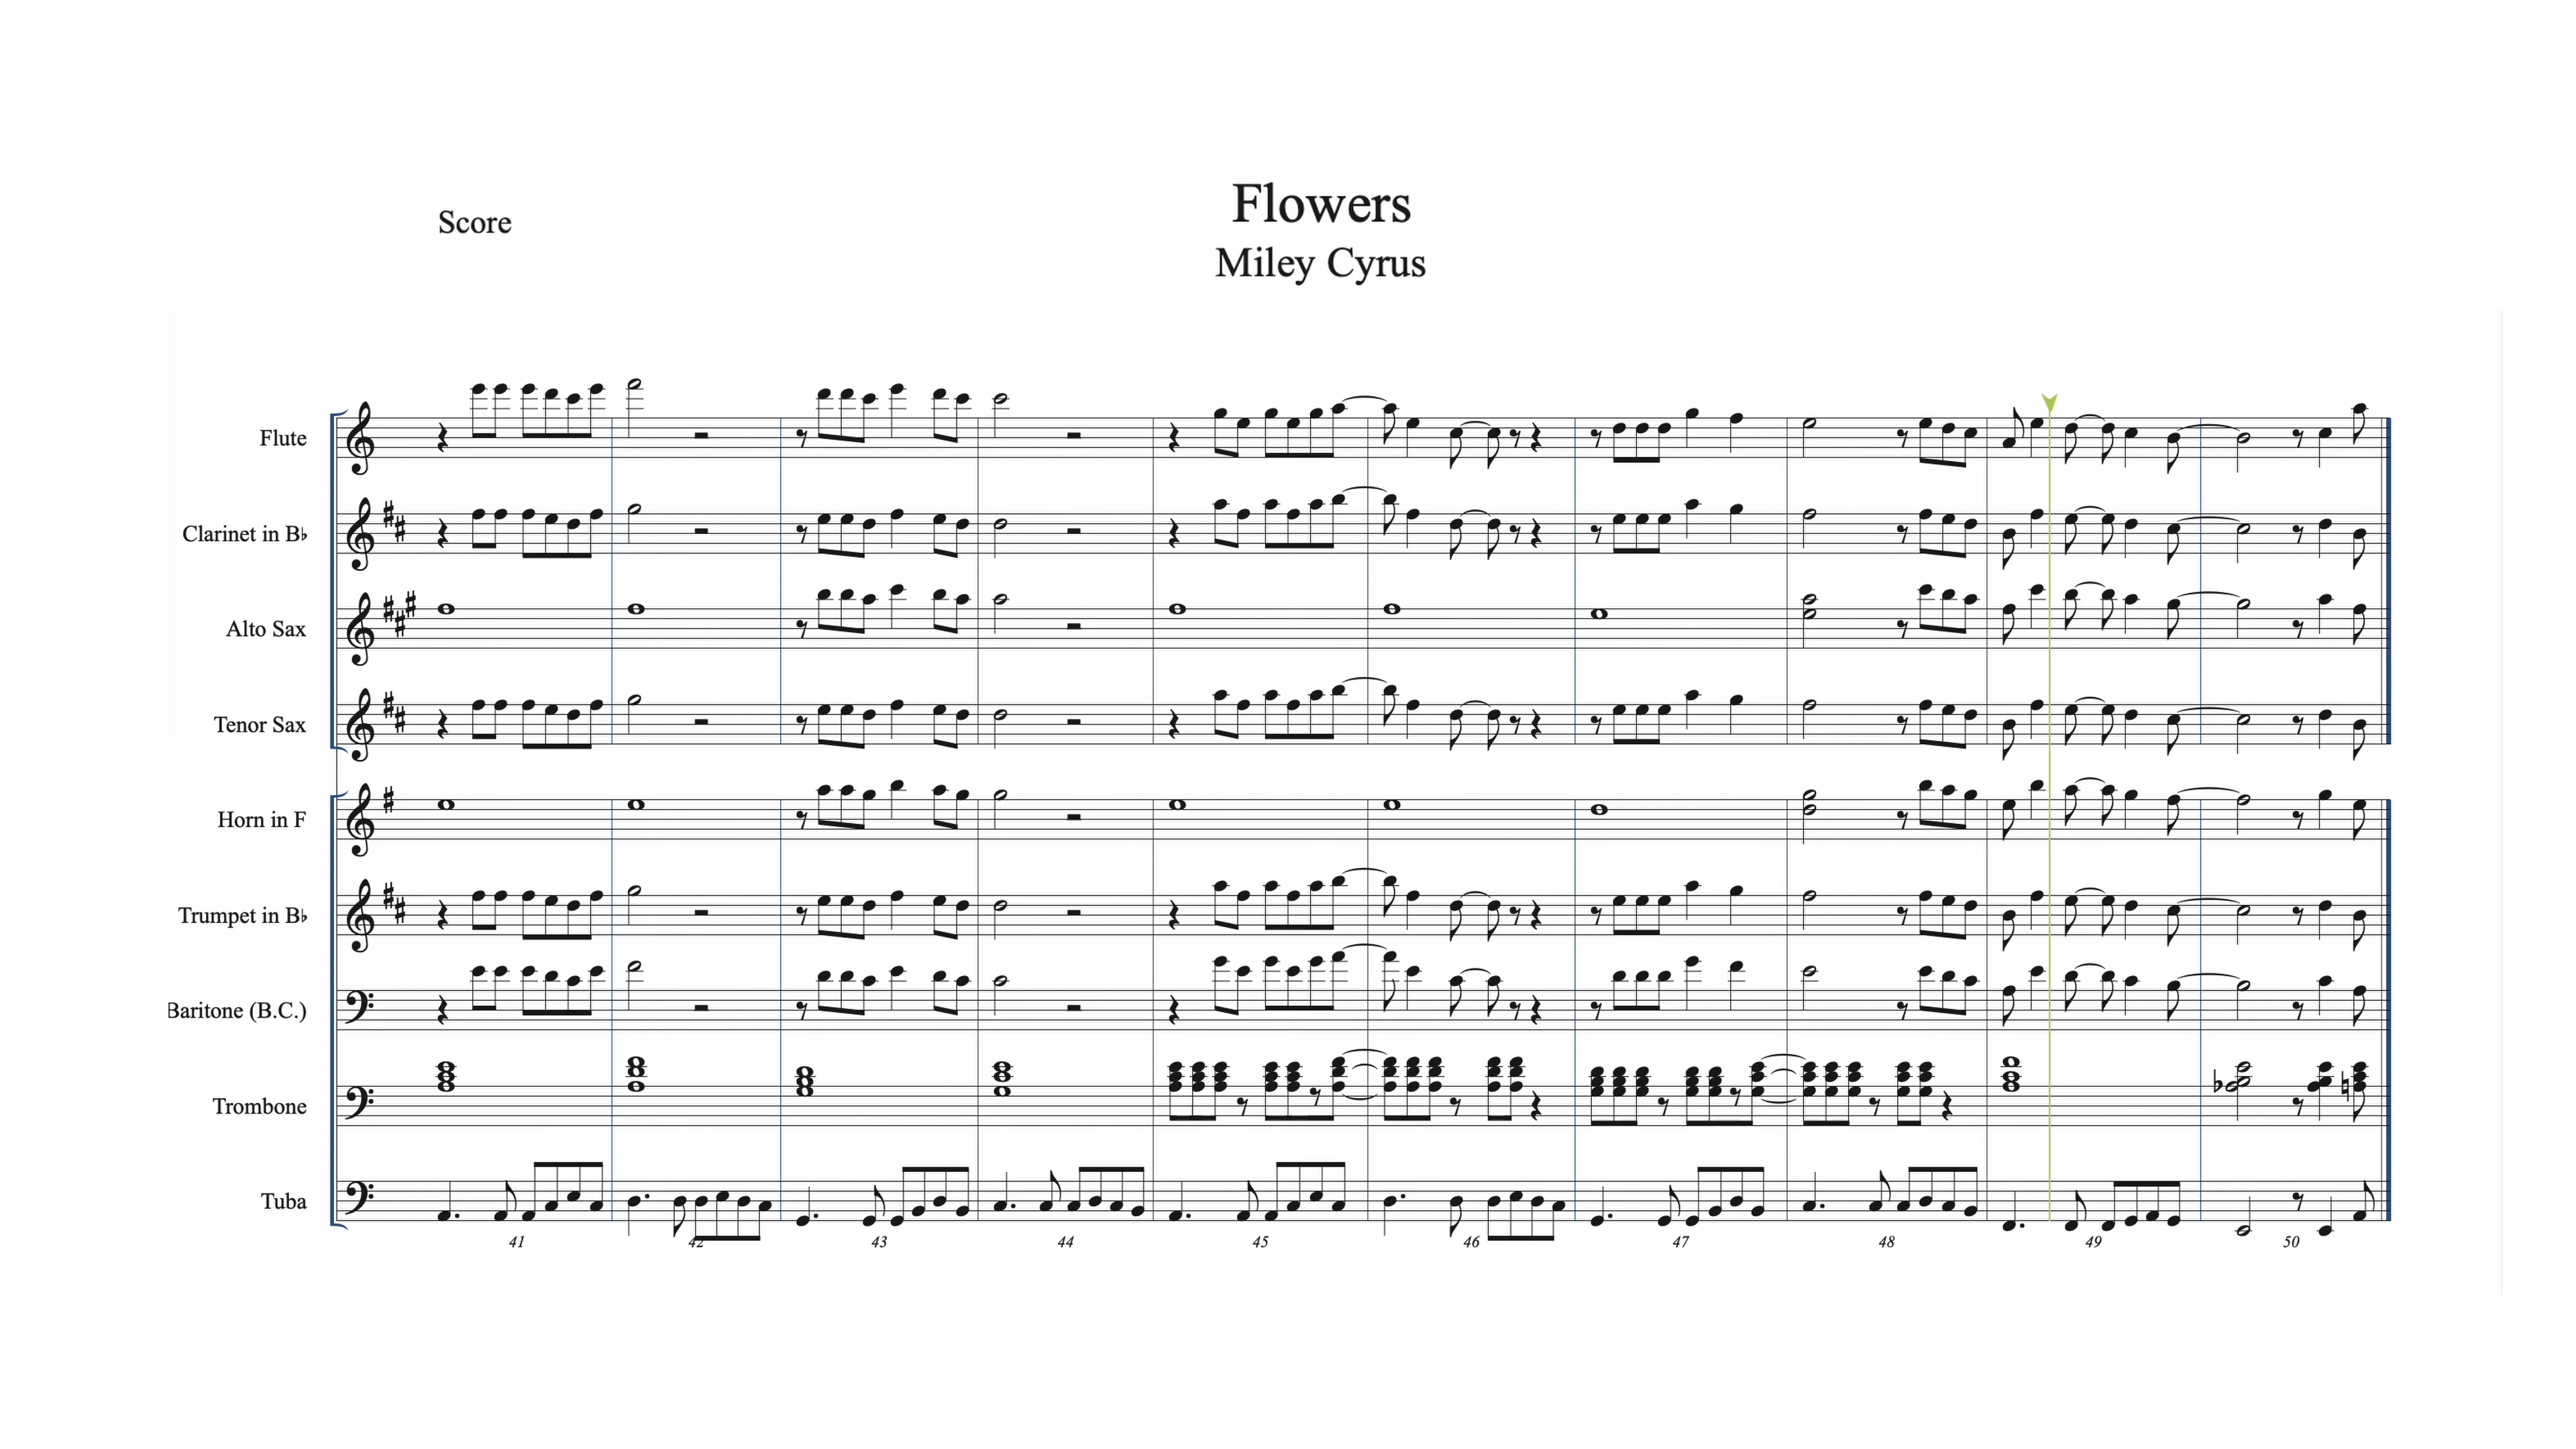 Flowers
Score
Miley Cyrus
Flute
Clarinet in B♭
Alto Sax
Tenor Sax
Horn in F
Trumpet in B♭
Baritone (B.C.)
Trombone
Tuba
41 42 43 44 45 46 47 48 49 50